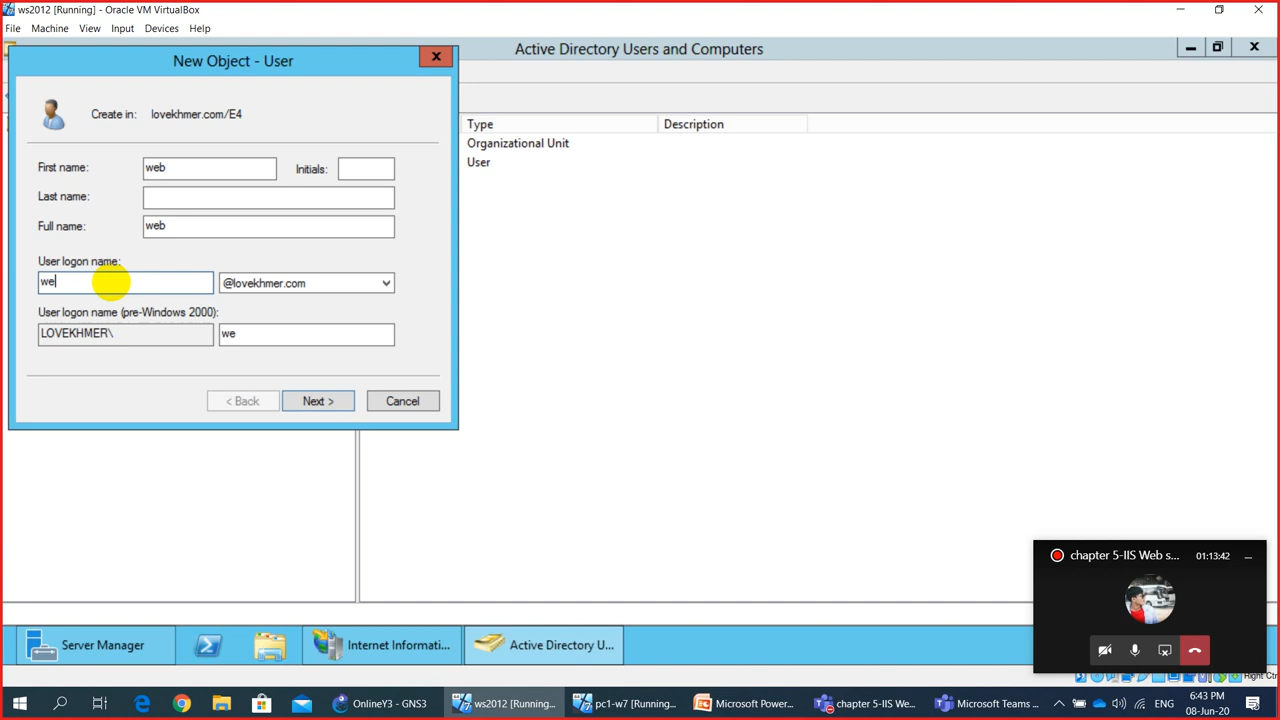 ws2012 [Running] - Oracle VM VirtualBox
File Machine View Input Devices Help
New Object - User
Active Directory Users and Computers
Create in: lovekhmer.com/E4
Type Description
Organizational Unit
User
First name: web Initials:
Last name:
Full name: web
User logon name:
we @lovekhmer.com
User logon name (pre-Windows 2000):
LOVEKHMER\ we
< Back Next > Cancel
chapter 5-IIS Web s... 01:13:42
Server Manager Internet Informati... Active Directory U...
Right Ctrl
OnlineY3 - GNS3 ws2012 [Running... pc1-w7 [Running... Microsoft Power... chapter 5-IIS We... Microsoft Teams ... ENG 6:43 PM
08-Jun-20